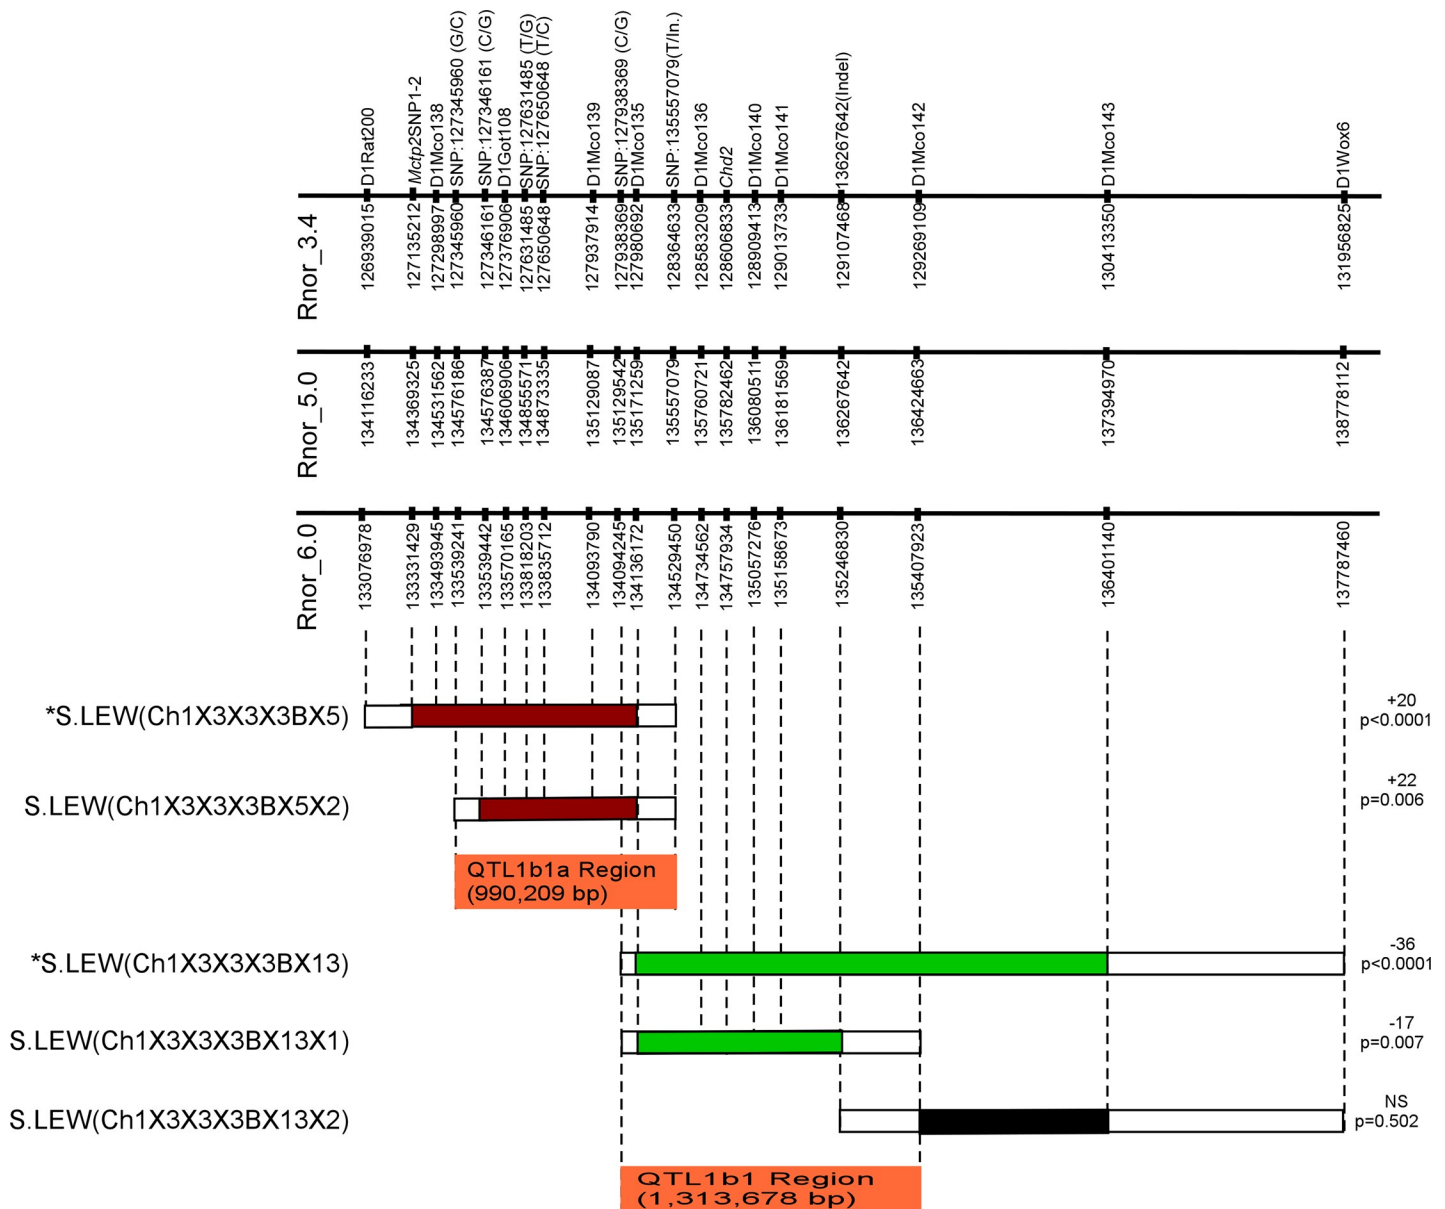 D1Rat200
Mctp2SNP1-2
D1Mco138
SNP:127345960 (G/C)
SNP:127346161 (C/G)
D1Got108
SNP:127631485 (T/G)
SNP:127650648 (T/C)
D1Mco139
SNP:127938369 (C/G)
D1Mco135
SNP:135557079(T/In.)
D1Mco136
Chd2
D1Mco140
D1Mco141
136267642(Indel)
D1Mco142
D1Mco143
D1Wox6
Rnor_3.4
126939015
127135212
127298997
127345960
127346161
127376906
127631485
127650648
127937914
127938369
127980692
128364633
128583209
128606833
128909413
129013733
129107468
129269109
130413350
131956825
Rnor_5.0
134116233
134369325
134531562
134576186
134576387
134606906
134855571
134873335
135129087
135129542
135171259
135557079
135760721
135782462
136080511
136181569
136267642
136424663
137394970
138778112
Rnor_6.0
133076978
133331429
133493945
133539241
133539442
133570165
133818203
133835712
134093790
134094245
134136172
134529450
134734562
134757934
135057276
135158673
135246830
135407923
136401140
137787460
*S.LEW(Ch1X3X3X3BX5)
+20
p<0.0001
S.LEW(Ch1X3X3X3BX5X2)
+22
p=0.006
QTL1b1a Region
(990,209 bp)
*S.LEW(Ch1X3X3X3BX13)
-36
p<0.0001
S.LEW(Ch1X3X3X3BX13X1)
-17
p=0.007
S.LEW(Ch1X3X3X3BX13X2)
NS
p=0.502
QTL1b1 Region
(1,313,678 bp)